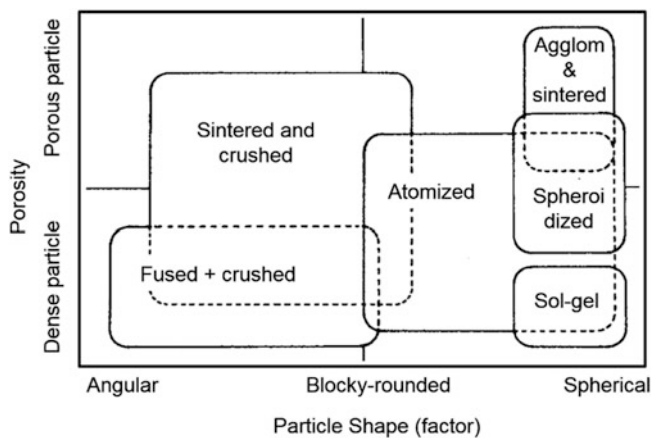 Porosity
Porous particle
Dense particle
Agglom
&
sintered
Sintered and
crushed
Atomized
Spheroi
dized
Fused + crushed
Sol-gel
Angular
Blocky-rounded
Spherical
Particle Shape (factor)